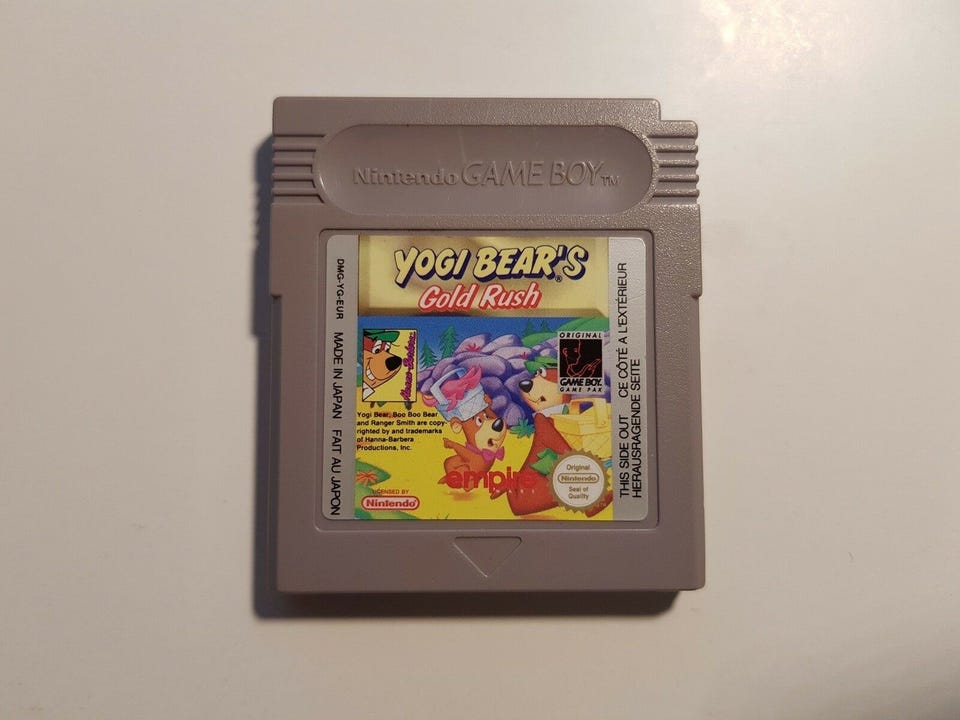 Nintendo GAME BOY TM
YOGI BEAR'S
Gold Rush
DMG-YG-EUR MADE IN JAPAN FAIT AU JAPON
Hanna-Barbera
ORIGINAL
GAME BOY
GAME PAK
Yogi Bear, Boo Boo Bear
and Ranger Smith are copy-
righted by and trademarks
of Hanna-Barbera
Productions, Inc.
empire
Original
Nintendo
Seal of
Quality
LICENSED BY
Nintendo
THIS SIDE OUT CE CÔTÉ A L'EXTÉRIEUR
HERAUSRAGENDE SEITE